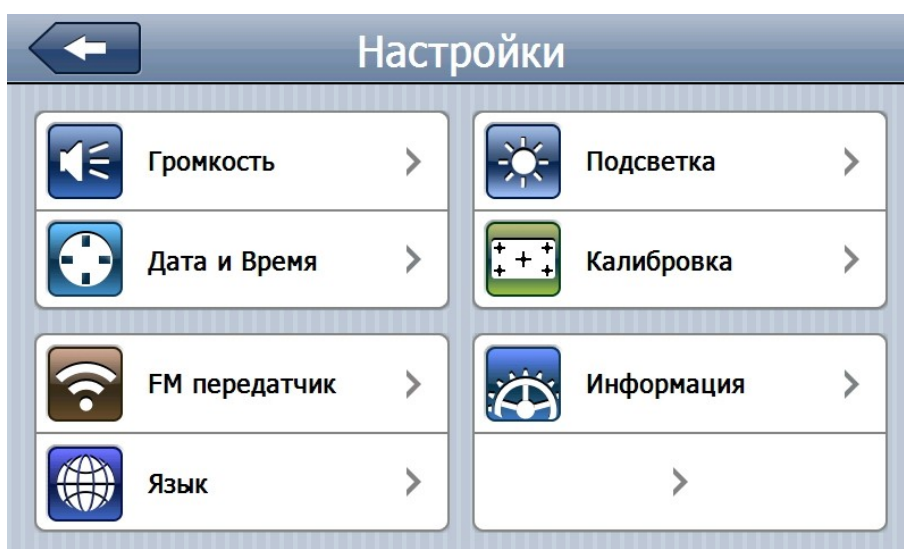 Настройки
Громкость
Подсветка
Дата и Время
Калибровка
FM передатчик
Информация
Язык